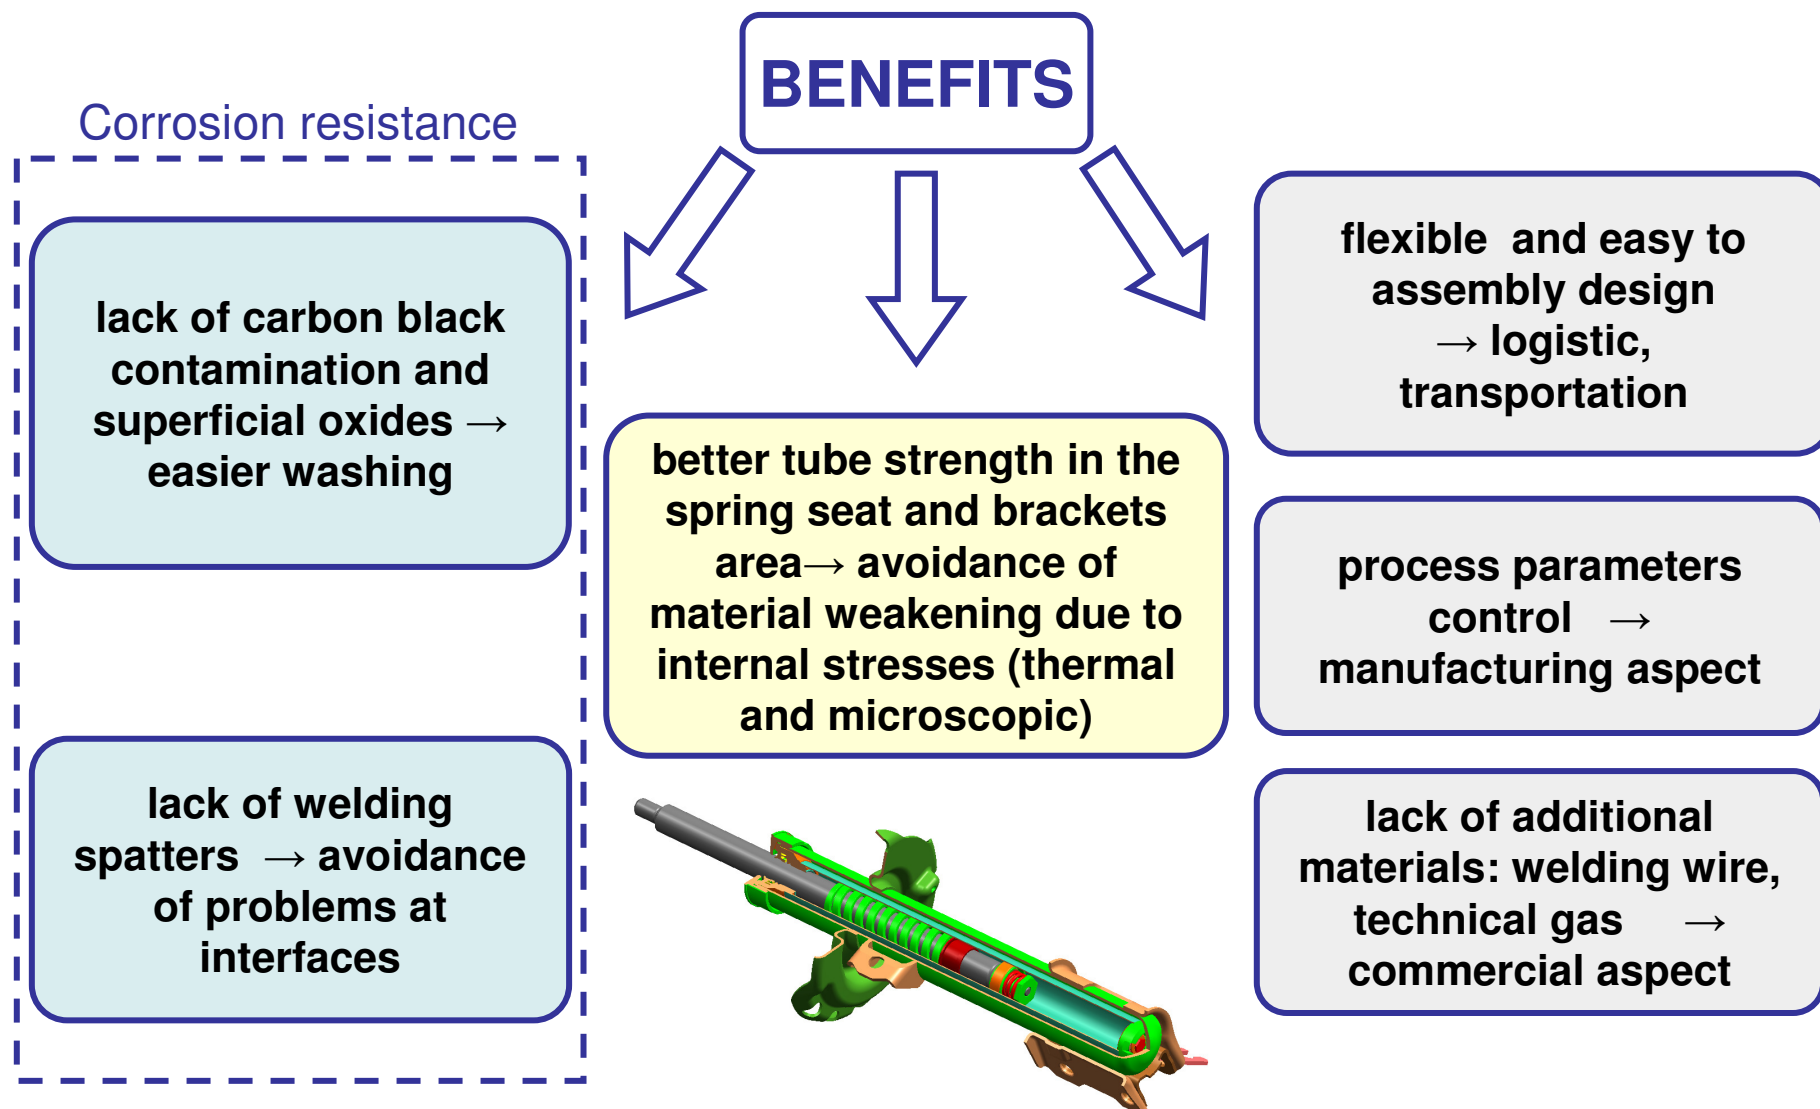 BENEFITS
Corrosion resistance
lack of carbon black
contamination and
superficial oxides →
easier washing
lack of welding
spatters → avoidance
of problems at
interfaces
better tube strength in the
spring seat and brackets
area→ avoidance of
material weakening due to
internal stresses (thermal
and microscopic)
flexible and easy to
assembly design
→ logistic,
transportation
process parameters
control →
manufacturing aspect
lack of additional
materials: welding wire,
technical gas →
commercial aspect